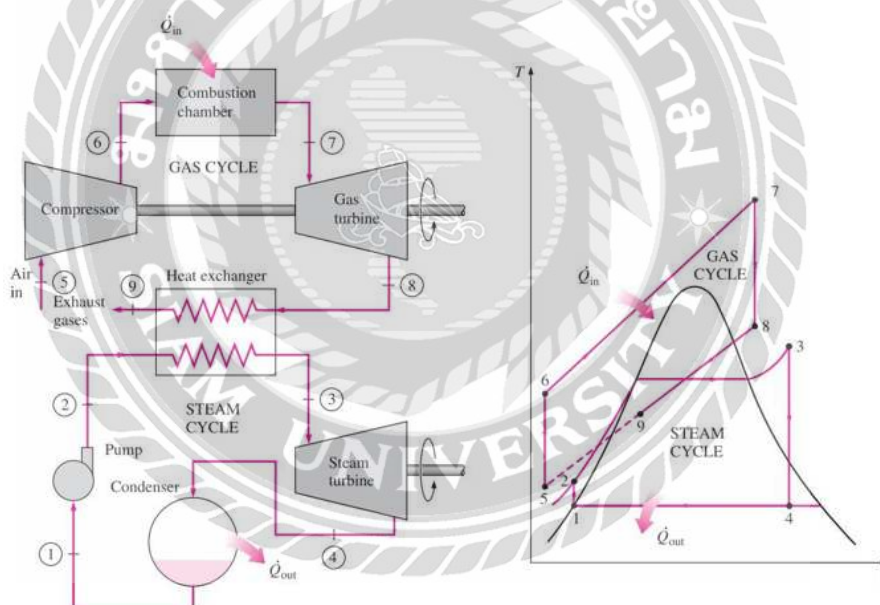 Q̇in
Combustion
chamber
6
7
GAS CYCLE
Compressor
Gas
turbine
Air
in
5
Exhaust
gases
9
Heat exchanger
8
2
3
STEAM
CYCLE
Pump
Condenser
Steam
turbine
1
4
Q̇out
T
7
GAS
CYCLE
Q̇in
8
3
6
9
STEAM
CYCLE
5
2
1
4
Q̇out
SIAM UNIVERSITY